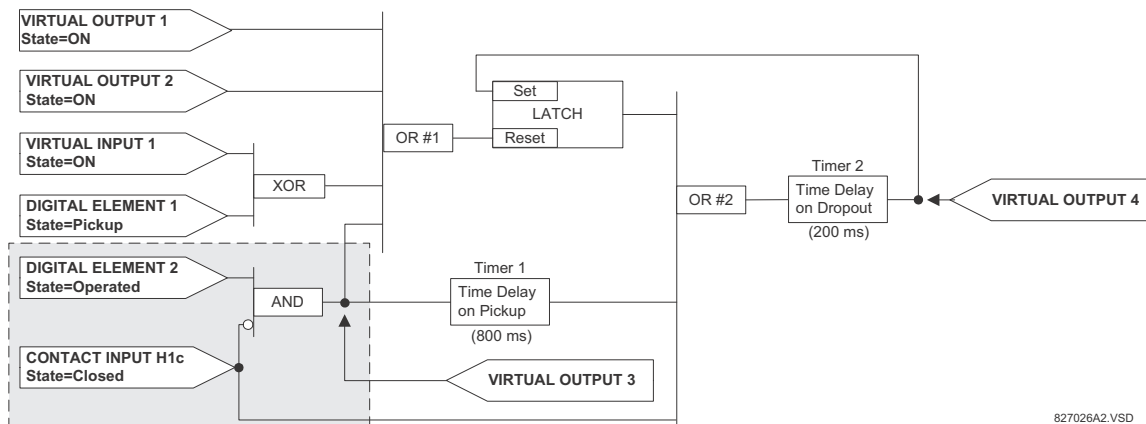 VIRTUAL OUTPUT 1
State=ON
VIRTUAL OUTPUT 2
State=ON
VIRTUAL INPUT 1
State=ON
DIGITAL ELEMENT 1
State=Pickup
DIGITAL ELEMENT 2
State=Operated
CONTACT INPUT H1c
State=Closed
XOR
AND
OR #1
Set
LATCH
Reset
Timer 1
Time Delay
on Pickup
(800 ms)
VIRTUAL OUTPUT 3
OR #2
Timer 2
Time Delay
on Dropout
(200 ms)
VIRTUAL OUTPUT 4
827026A2.VSD